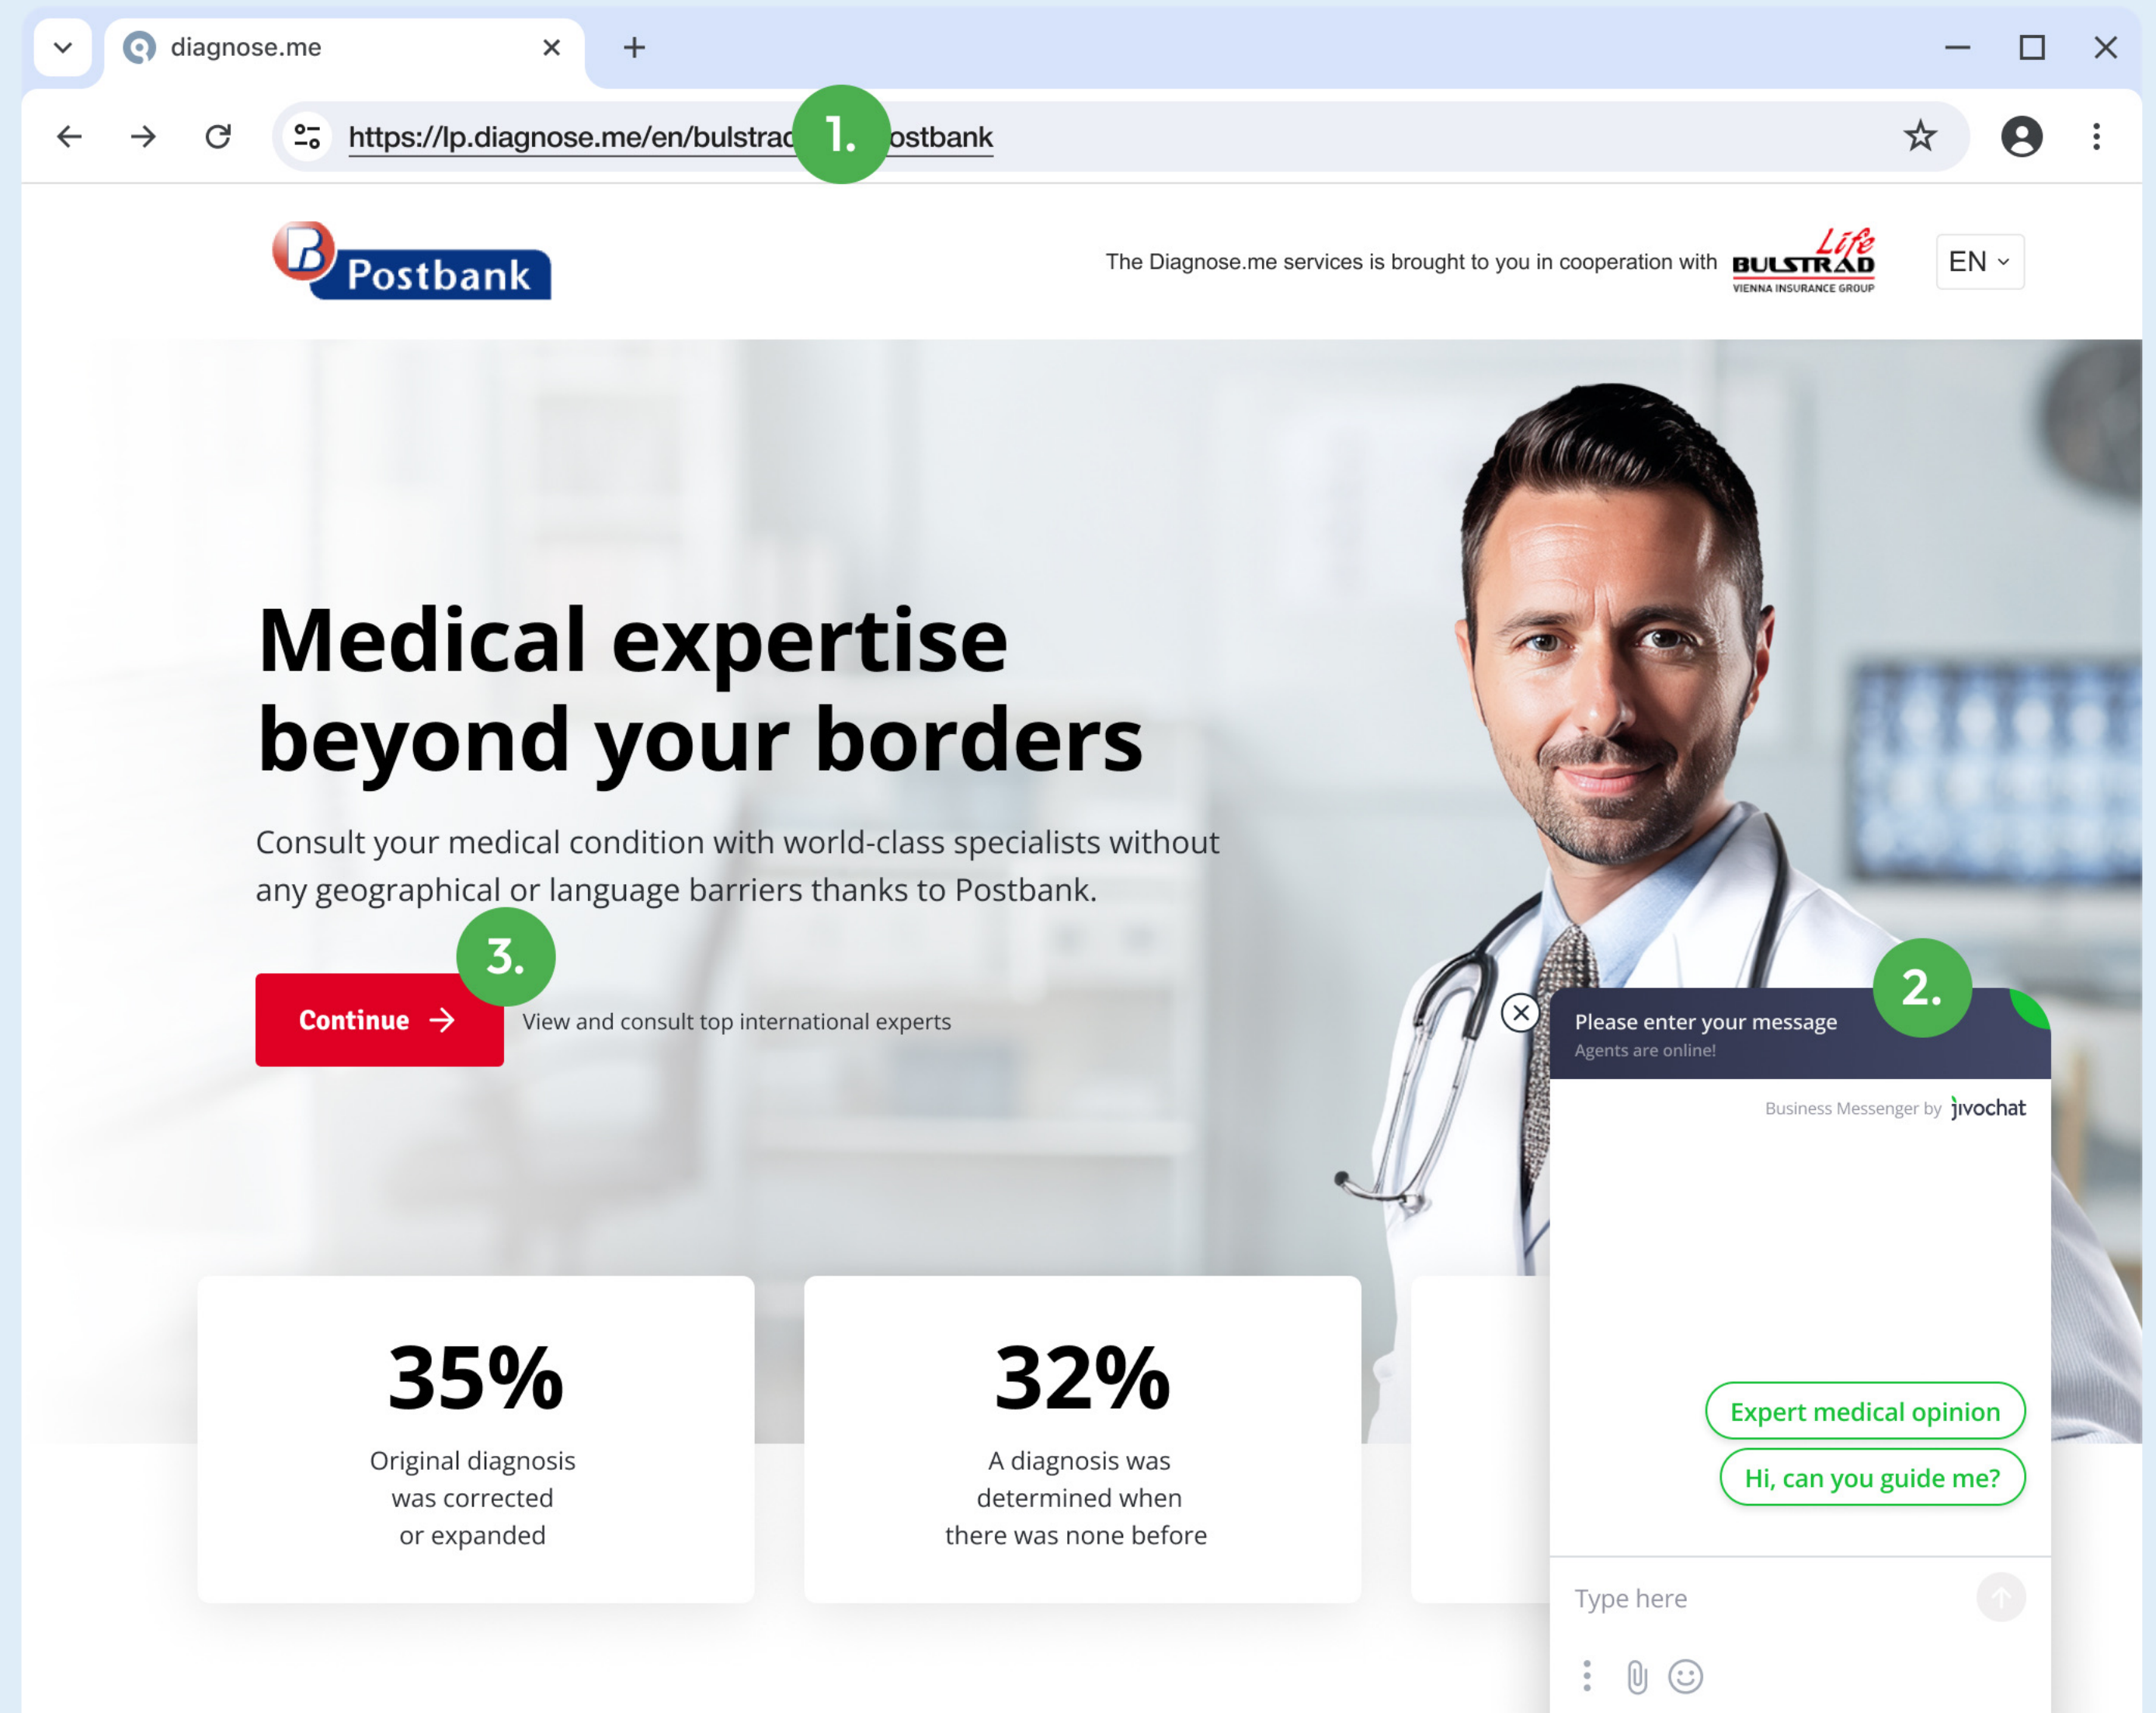 diagnose.me
https://lp.diagnose.me/en/bulstrad
1.
ostbank
Postbank
The Diagnose.me services is brought to you in cooperation with
Life
BULSTRAD
VIENNA INSURANCE GROUP
EN
Medical expertise
beyond your borders
Consult your medical condition with world-class specialists without
any geographical or language barriers thanks to Postbank.
3.
Continue →
View and consult top international experts
2.
Please enter your message
Agents are online!
Business Messenger by jivochat
35%
Original diagnosis
was corrected
or expanded
32%
A diagnosis was
determined when
there was none before
Expert medical opinion
Hi, can you guide me?
Type here